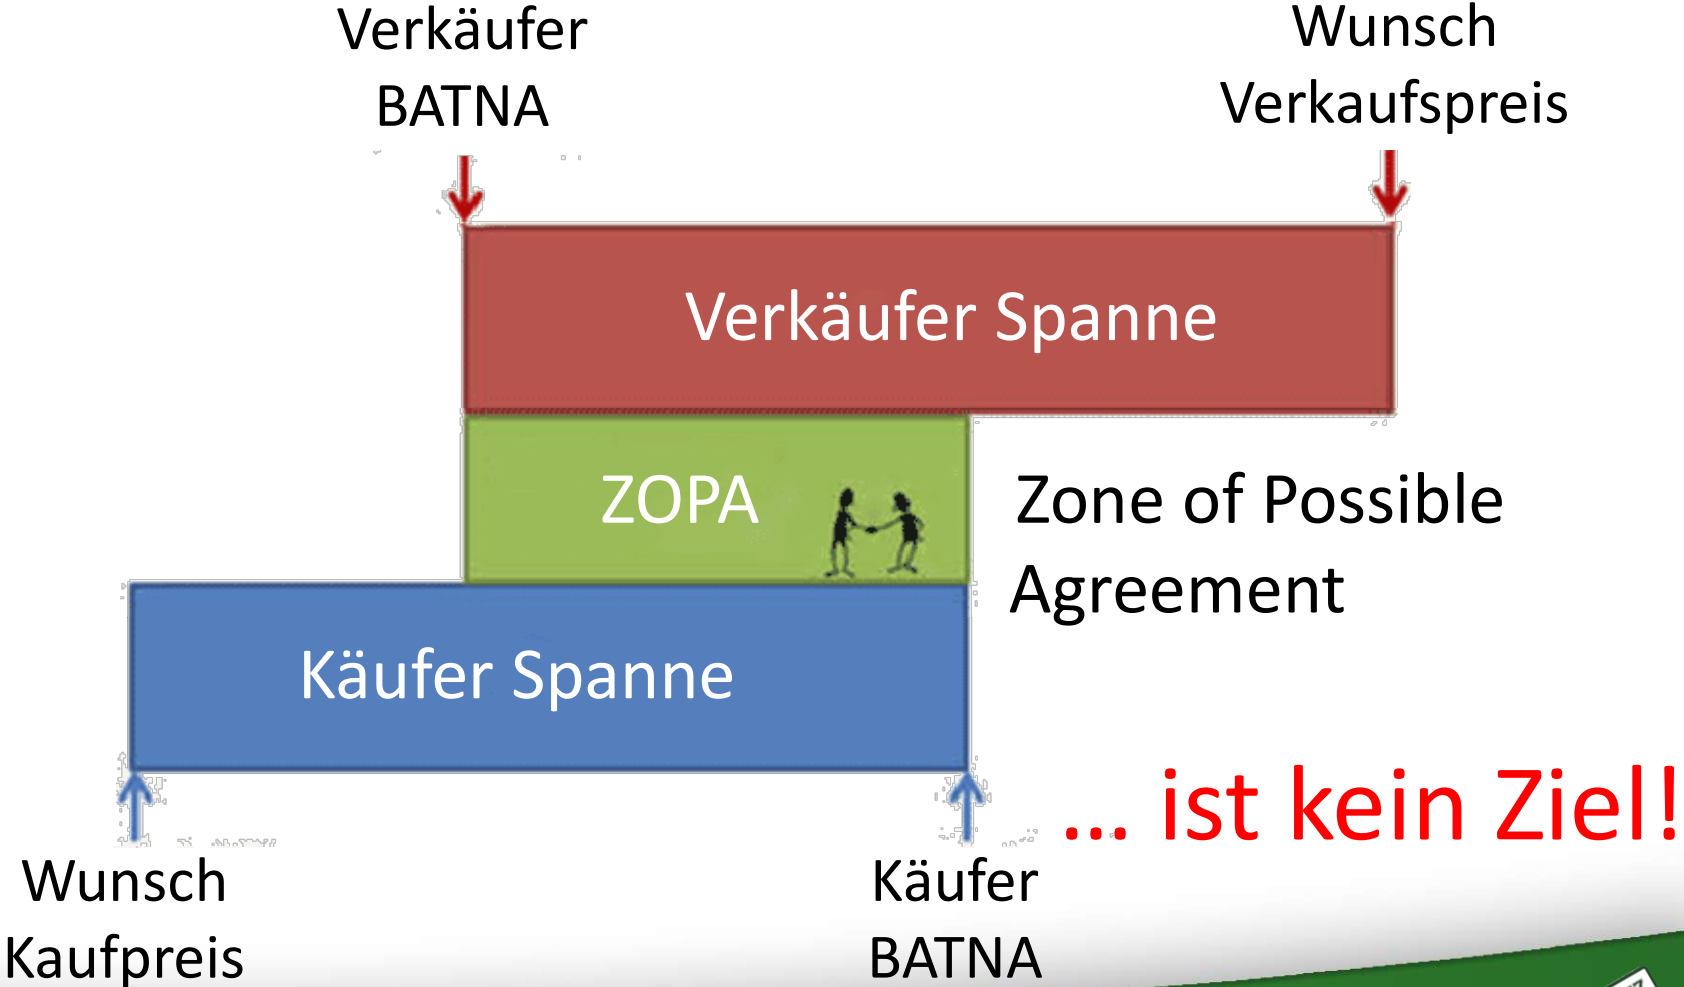 Verkäufer
BATNA
Wunsch
Verkaufspreis
Verkäufer Spanne
ZOPA
Zone of Possible
Agreement
Käufer Spanne
... ist kein Ziel!
Wunsch
Kaufpreis
Käufer
BATNA